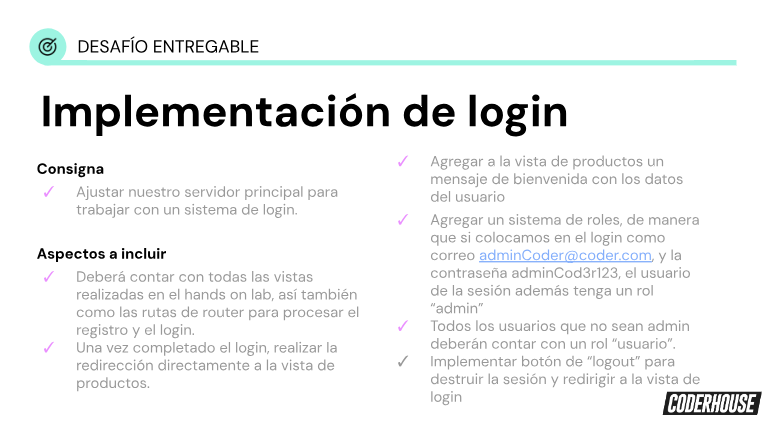 DESAFÍO ENTREGABLE
Implementación de login
Consigna
✓ Ajustar nuestro servidor principal para
trabajar con un sistema de login.
Aspectos a incluir
✓ Deberá contar con todas las vistas
realizadas en el hands on lab, así también
como las rutas de router para procesar el
registro y el login.
✓ Una vez completado el login, realizar la
redirección directamente a la vista de
productos.
✓ Agregar a la vista de productos un
mensaje de bienvenida con los datos
del usuario
✓ Agregar un sistema de roles, de manera
que si colocamos en el login como
correo adminCoder@coder.com, y la
contraseña adminCod3r123, el usuario
de la sesión además tenga un rol
“admin”
✓ Todos los usuarios que no sean admin
deberán contar con un rol “usuario”.
✓ Implementar botón de “logout” para
destruir la sesión y redirigir a la vista de
login
CODERHOUSE